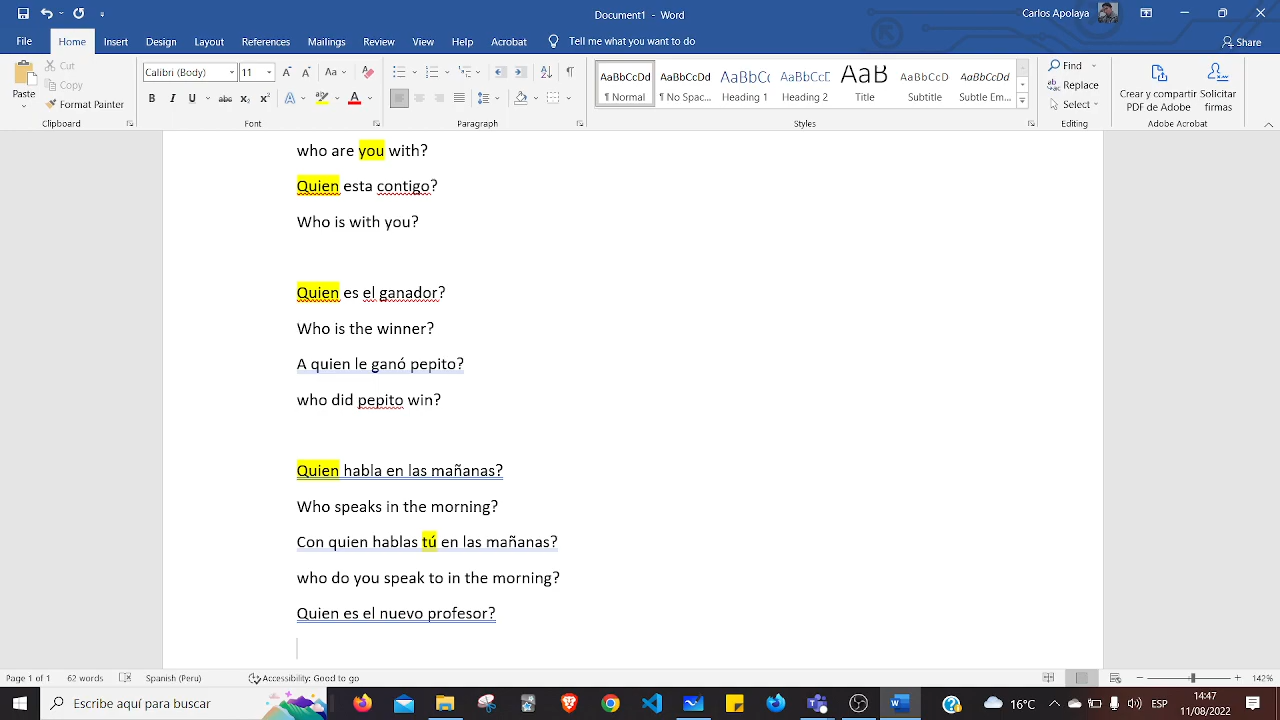 Document1 - Word
Carlos Apolaya
File Home Insert Design Layout References Mailings Review View Help Acrobat Tell me what you want to do
Share
Paste
Cut
Copy
Format Painter
Clipboard
Calibri (Body) 11
Font
Paragraph
AaBbCcDd AaBbCcDd AaBbCc AaBbCcD AaB AaBbCcDd AaBbCcDd
¶ Normal ¶ No Spac... Heading 1 Heading 2 Title Subtitle Subtle Em...
Styles
Find
Replace
Select
Editing
Crear y compartir PDF de Adobe
Solicitar firmas
Adobe Acrobat
who are you with?
Quien esta contigo?
Who is with you?
Quien es el ganador?
Who is the winner?
A quien le ganó pepito?
who did pepito win?
Quien habla en las mañanas?
Who speaks in the morning?
Con quien hablas tú en las mañanas?
who do you speak to in the morning?
Quien es el nuevo profesor?
Page 1 of 1 62 words Spanish (Peru) Accessibility: Good to go 142%
Escribe aquí para buscar
16°C ESP
14:47
11/08/2022